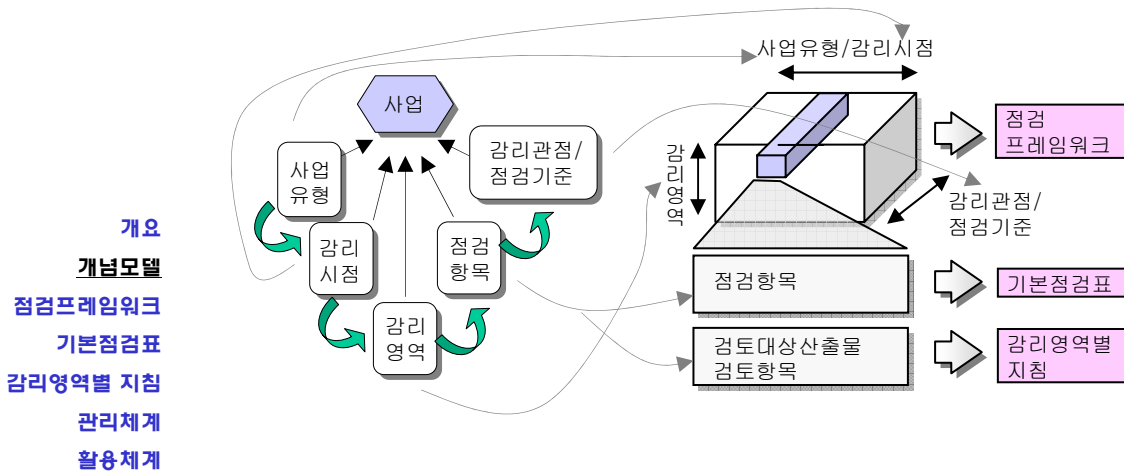 개요
개념모델
점검프레임워크
기본점검표
감리영역별 지침
관리체계
활용체계
사업
사업
유형
감리
시점
감리
영역
점검
항목
감리관점/
점검기준
사업유형/감리시점
감리영역
감리관점/
점검기준
점검항목
검토대상산출물
검토항목
점검
프레임워크
기본점검표
감리영역별
지침